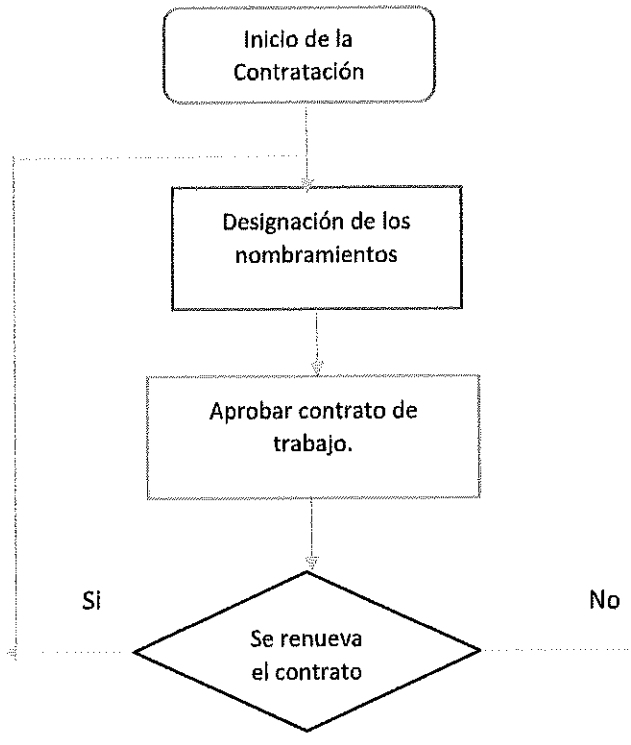 Inicio de la
Contratación
Designación de los
nombramientos
Aprobar contrato de
trabajo.
Si
No
Se renueva
el contrato